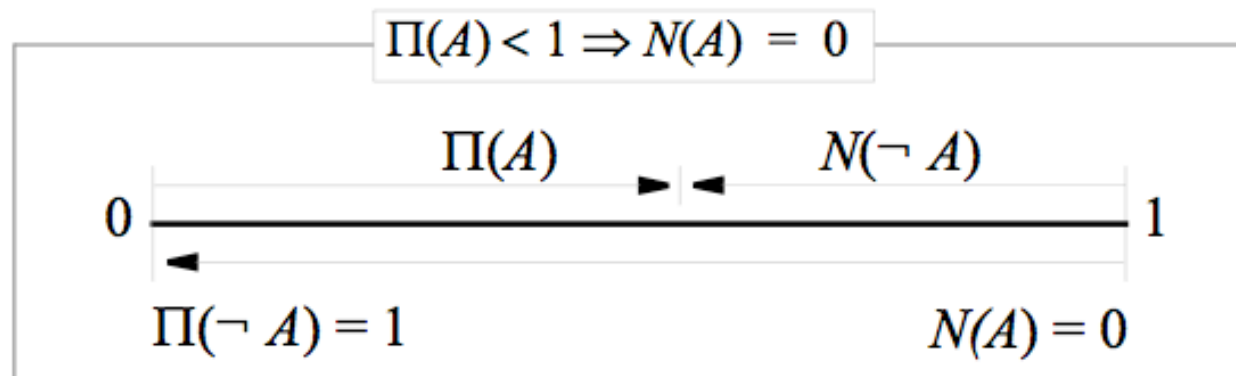 Π(A) < 1 ⇒ N(A) = 0
Π(A) N(¬ A)
0 1
Π(¬ A) = 1 N(A) = 0